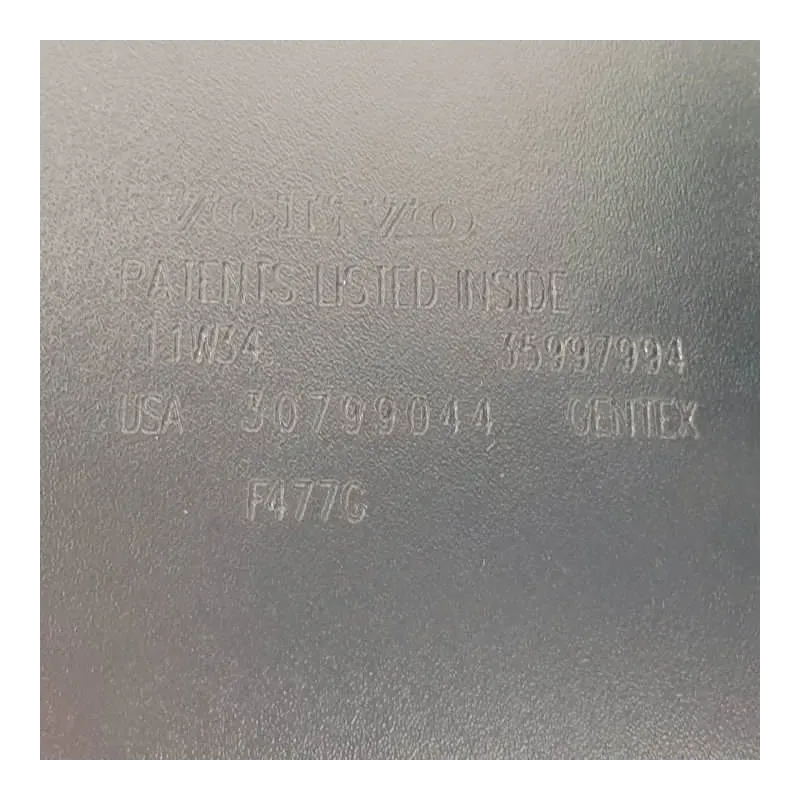 VOLVO
PATENTS LISTED INSIDE
11W34 35997994
USA 30799044 GENTEX
F477G